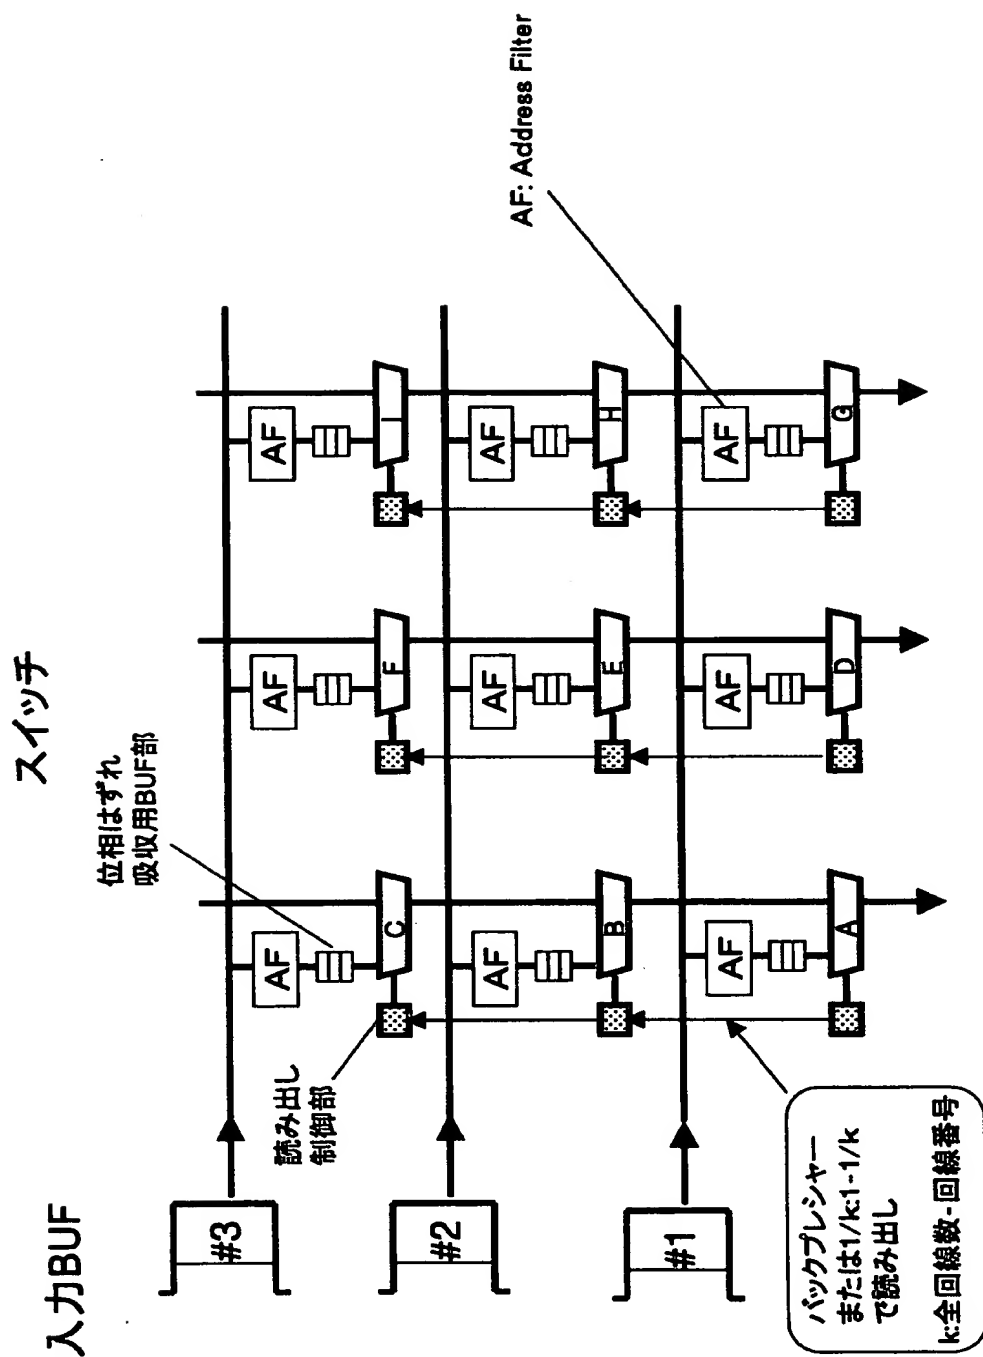 スイッチ
入力BUF
位相はずれ
吸収用BUF部
読み出し
制御部
AF: Address Filter
#3
AF
C
AF
F
AF
I
#2
AF
B
AF
E
AF
H
#1
AF
A
AF
D
AF
G
バックプレシャー
または1/k:1-1/k
で読み出し
k:全回線数-回線番号